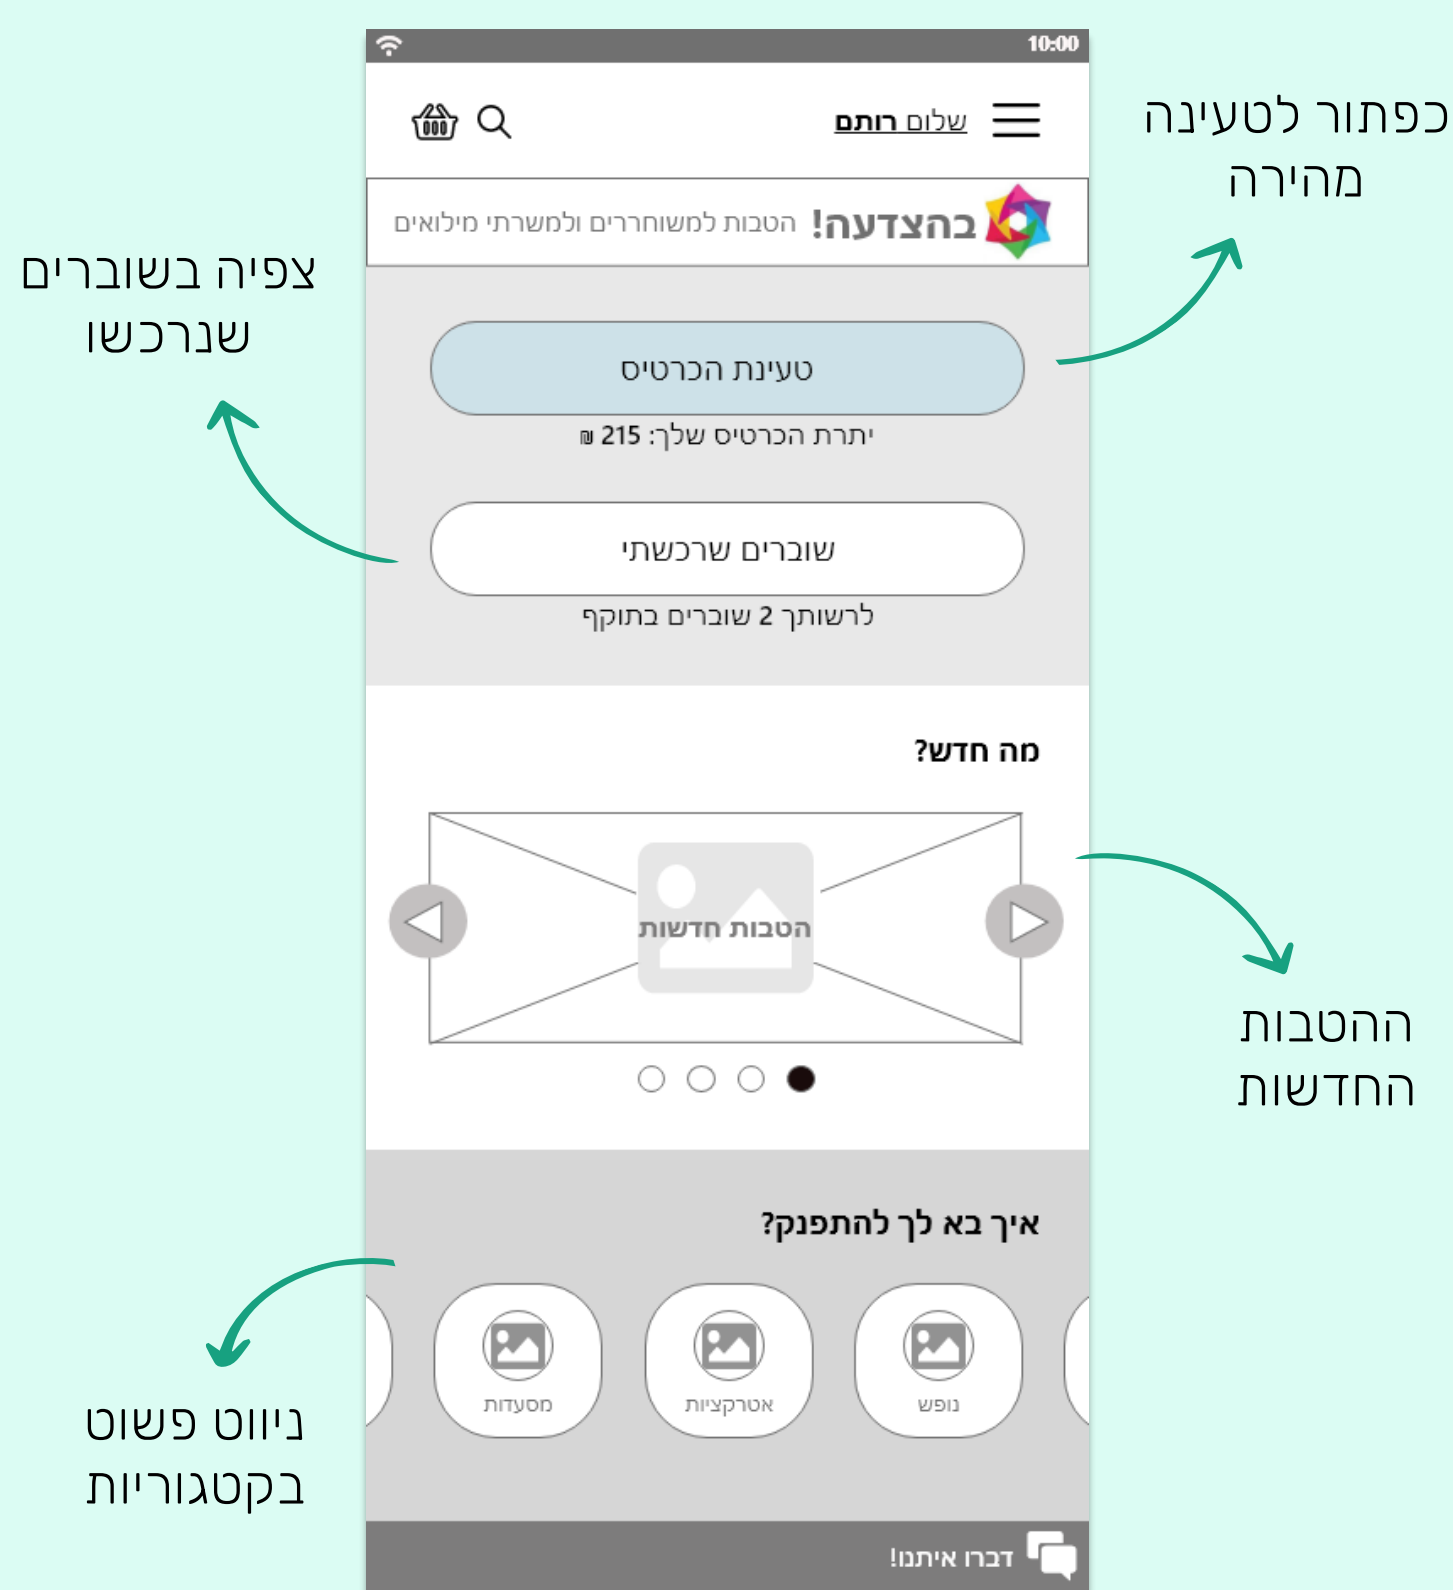 10:00
שלום רותם
בהצדעה! הטבות למשוחררים ולמשרתי מילואים
טעינת הכרטיס
יתרת הכרטיס שלך: 215 ₪
שוברים שרכשתי
לרשותך 2 שוברים בתוקף
מה חדש?
הטבות חדשות
איך בא לך להתפנק?
נופש
אטרקציות
מסעדות
דברו איתנו!
כפתור לטעינה
מהירה
צפיה בשוברים
שנרכשו
ההטבות
החדשות
ניווט פשוט
בקטגוריות